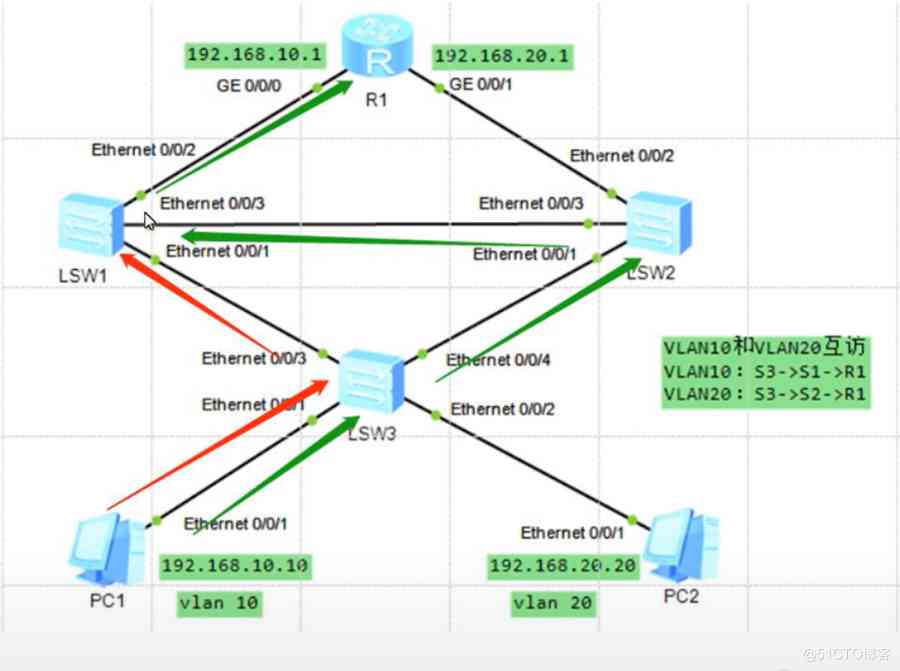 192.168.10.1
192.168.20.1
GE 0/0/0
GE 0/0/1
R
R1
Ethernet 0/0/2
Ethernet 0/0/2
Ethernet 0/0/3
Ethernet 0/0/3
Ethernet 0/0/1
Ethernet 0/0/1
LSW1
LSW2
Ethernet 0/0/3
Ethernet 0/0/4
VLAN10和VLAN20互访
VLAN10：S3->S1->R1
VLAN20：S3->S2->R1
Ethernet 0/0/1
Ethernet 0/0/2
LSW3
Ethernet 0/0/1
Ethernet 0/0/1
192.168.10.10
192.168.20.20
PC1
vlan 10
vlan 20
PC2
@51CTO博客